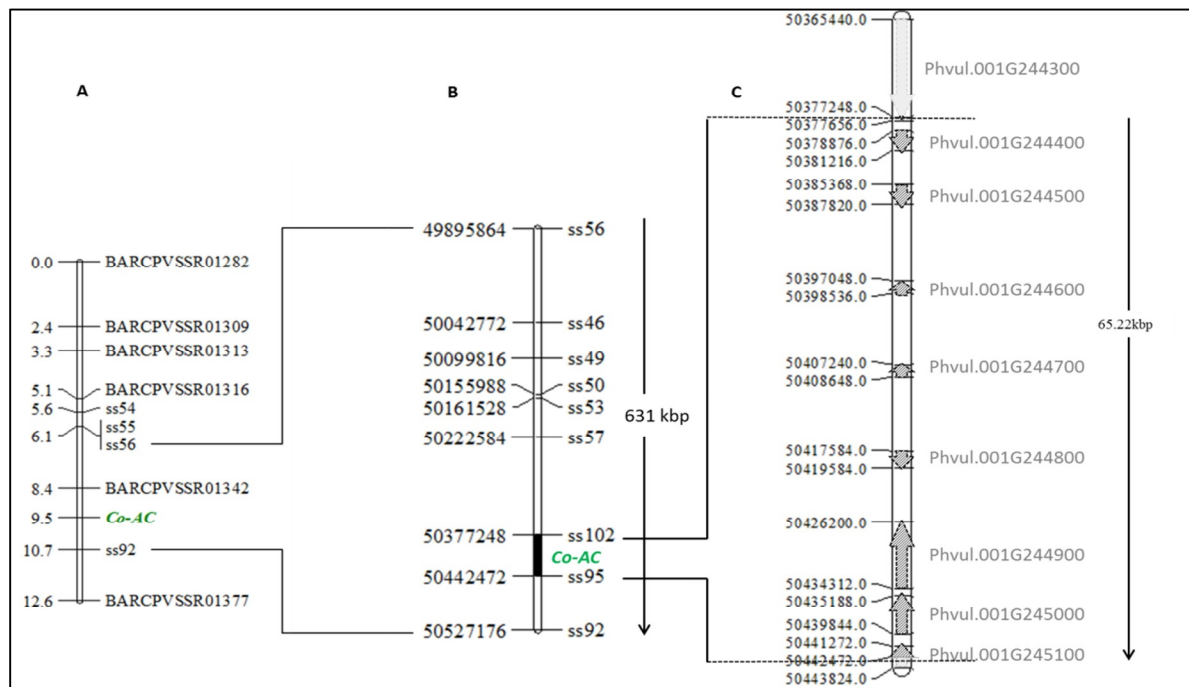 A
0.0 BARCPVSSR01282
2.4 BARCPVSSR01309
3.3 BARCPVSSR01313
5.1 BARCPVSSR01316
5.6 ss54
6.1 ss55
ss56
8.4 BARCPVSSR01342
9.5 Co-AC
10.7 ss92
12.6 BARCPVSSR01377
B
49895864 ss56
50042772 ss46
50099816 ss49
50155988 ss50
50161528 ss53
50222584 ss57
50377248 ss102
Co-AC
50442472 ss95
50527176 ss92
631 kbp
C
50365440.0
Phvul.001G244300
50377248.0
50377656.0
50378876.0
Phvul.001G244400
50381216.0
50385368.0
Phvul.001G244500
50387820.0
50397048.0
Phvul.001G244600
50398536.0
50407240.0
Phvul.001G244700
50408648.0
50417584.0
Phvul.001G244800
50419584.0
50426200.0
Phvul.001G244900
50434312.0
50435188.0
Phvul.001G245000
50439844.0
50441272.0
Phvul.001G245100
50442472.0
50443824.0
65.22kbp